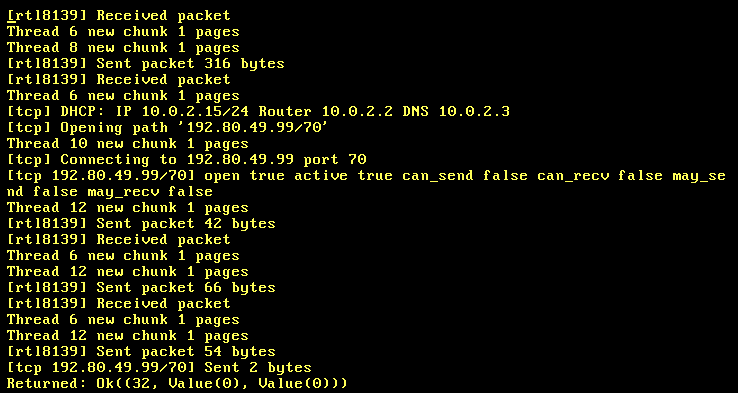 [rtl8139] Received packet
Thread 6 new chunk 1 pages
Thread 8 new chunk 1 pages
[rtl8139] Sent packet 316 bytes
[rtl8139] Received packet
Thread 6 new chunk 1 pages
[tcp] DHCP: IP 10.0.2.15/24 Router 10.0.2.2 DNS 10.0.2.3
[tcp] Opening path '192.80.49.99/70'
Thread 10 new chunk 1 pages
[tcp] Connecting to 192.80.49.99 port 70
[tcp 192.80.49.99/70] open true active true can_send false can_recv false may_se
nd false may_recv false
Thread 12 new chunk 1 pages
[rtl8139] Sent packet 42 bytes
[rtl8139] Received packet
Thread 6 new chunk 1 pages
Thread 12 new chunk 1 pages
[rtl8139] Sent packet 66 bytes
[rtl8139] Received packet
Thread 6 new chunk 1 pages
Thread 12 new chunk 1 pages
[rtl8139] Sent packet 54 bytes
[tcp 192.80.49.99/70] Sent 2 bytes
Returned: Ok((32, Value(0), Value(0)))